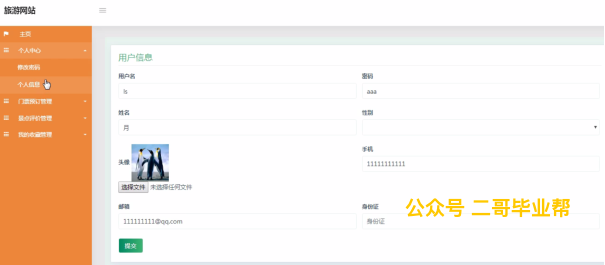 旅游网站
主页
个人中心
修改密码
个人信息
门票预订管理
景点评价管理
我的收藏管理
用户信息
用户名
密码
ls
aaa
姓名
性别
月
头像
手机
11111111111
选择文件 未选择任何文件
邮箱
身份证
111111111@qq.com
身份证
提交
公众号 二哥毕业帮